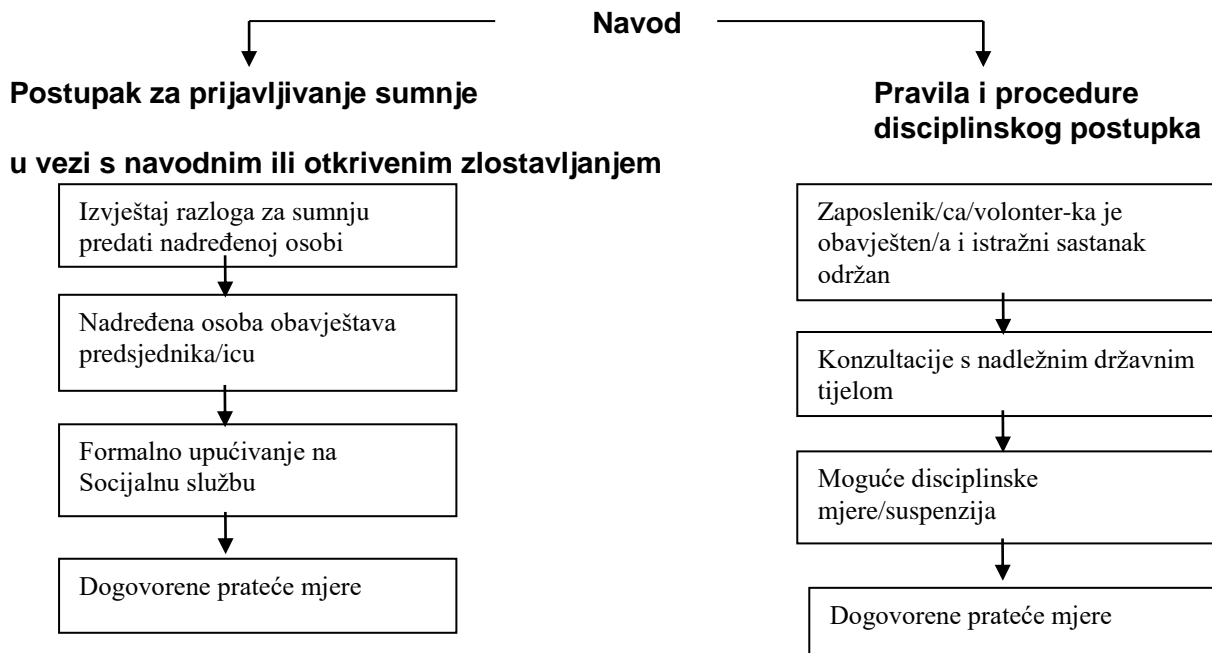 Navod
Postupak za prijavljivanje sumnje
u vezi s navodnim ili otkrivenim zlostavljanjem
Izvještaj razloga za sumnju
predati nadređenoj osobi
Nadređena osoba obavještava
predsjednika/icu
Formalno upućivanje na
Socijalnu službu
Dogovorene prateće mjere
Pravila i procedure
disciplinskog postupka
Zaposlenik/ca/volonter-ka je
obavješten/a i istražni sastanak
održan
Konzultacije s nadležnim državnim
tijelom
Moguće disciplinske
mjere/suspenzija
Dogovorene prateće mjere